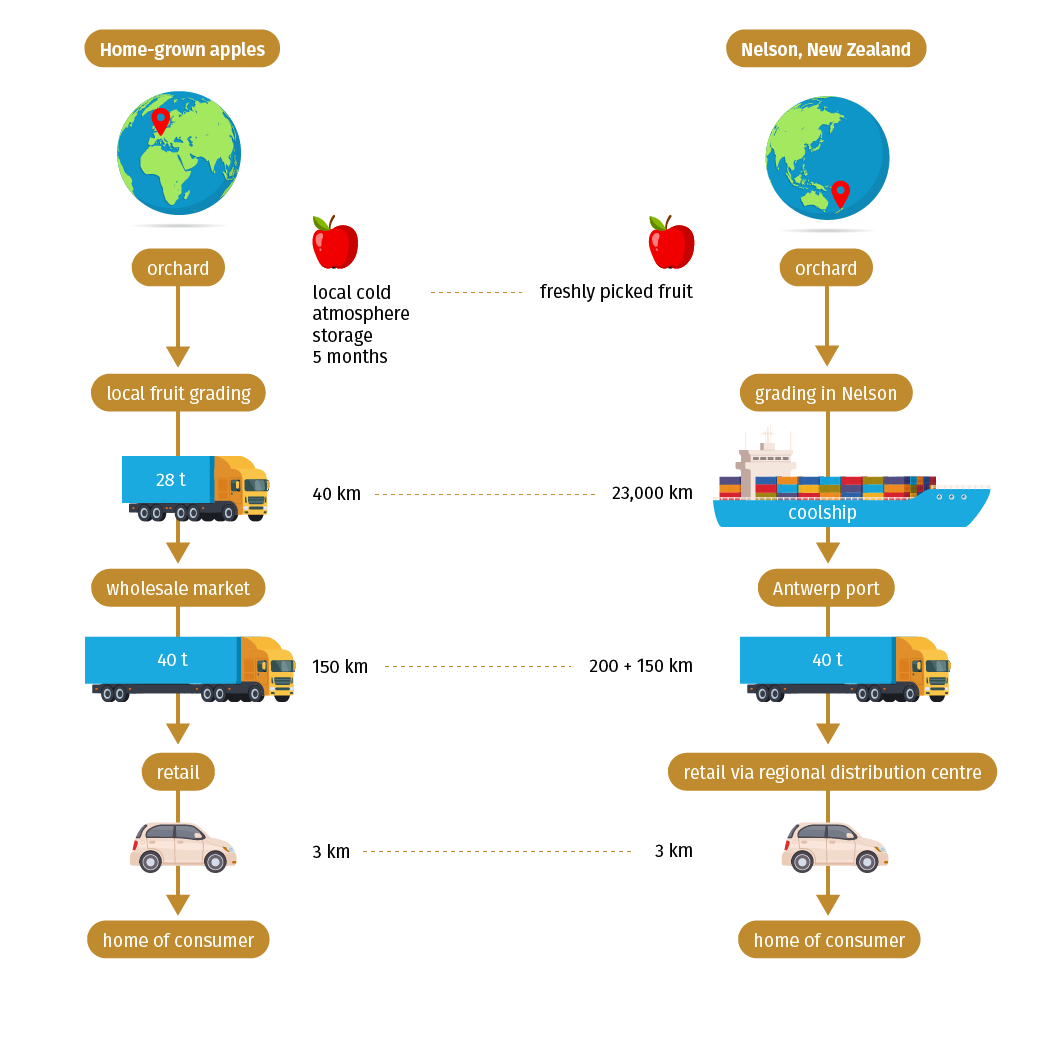 Home-grown apples
Nelson, New Zealand
orchard
orchard
local cold
atmosphere
storage
5 months
freshly picked fruit
local fruit grading
grading in Nelson
28 t
40 km
23,000 km
coolship
wholesale market
Antwerp port
40 t
150 km
200 + 150 km
40 t
retail
retail via regional distribution centre
3 km
3 km
home of consumer
home of consumer